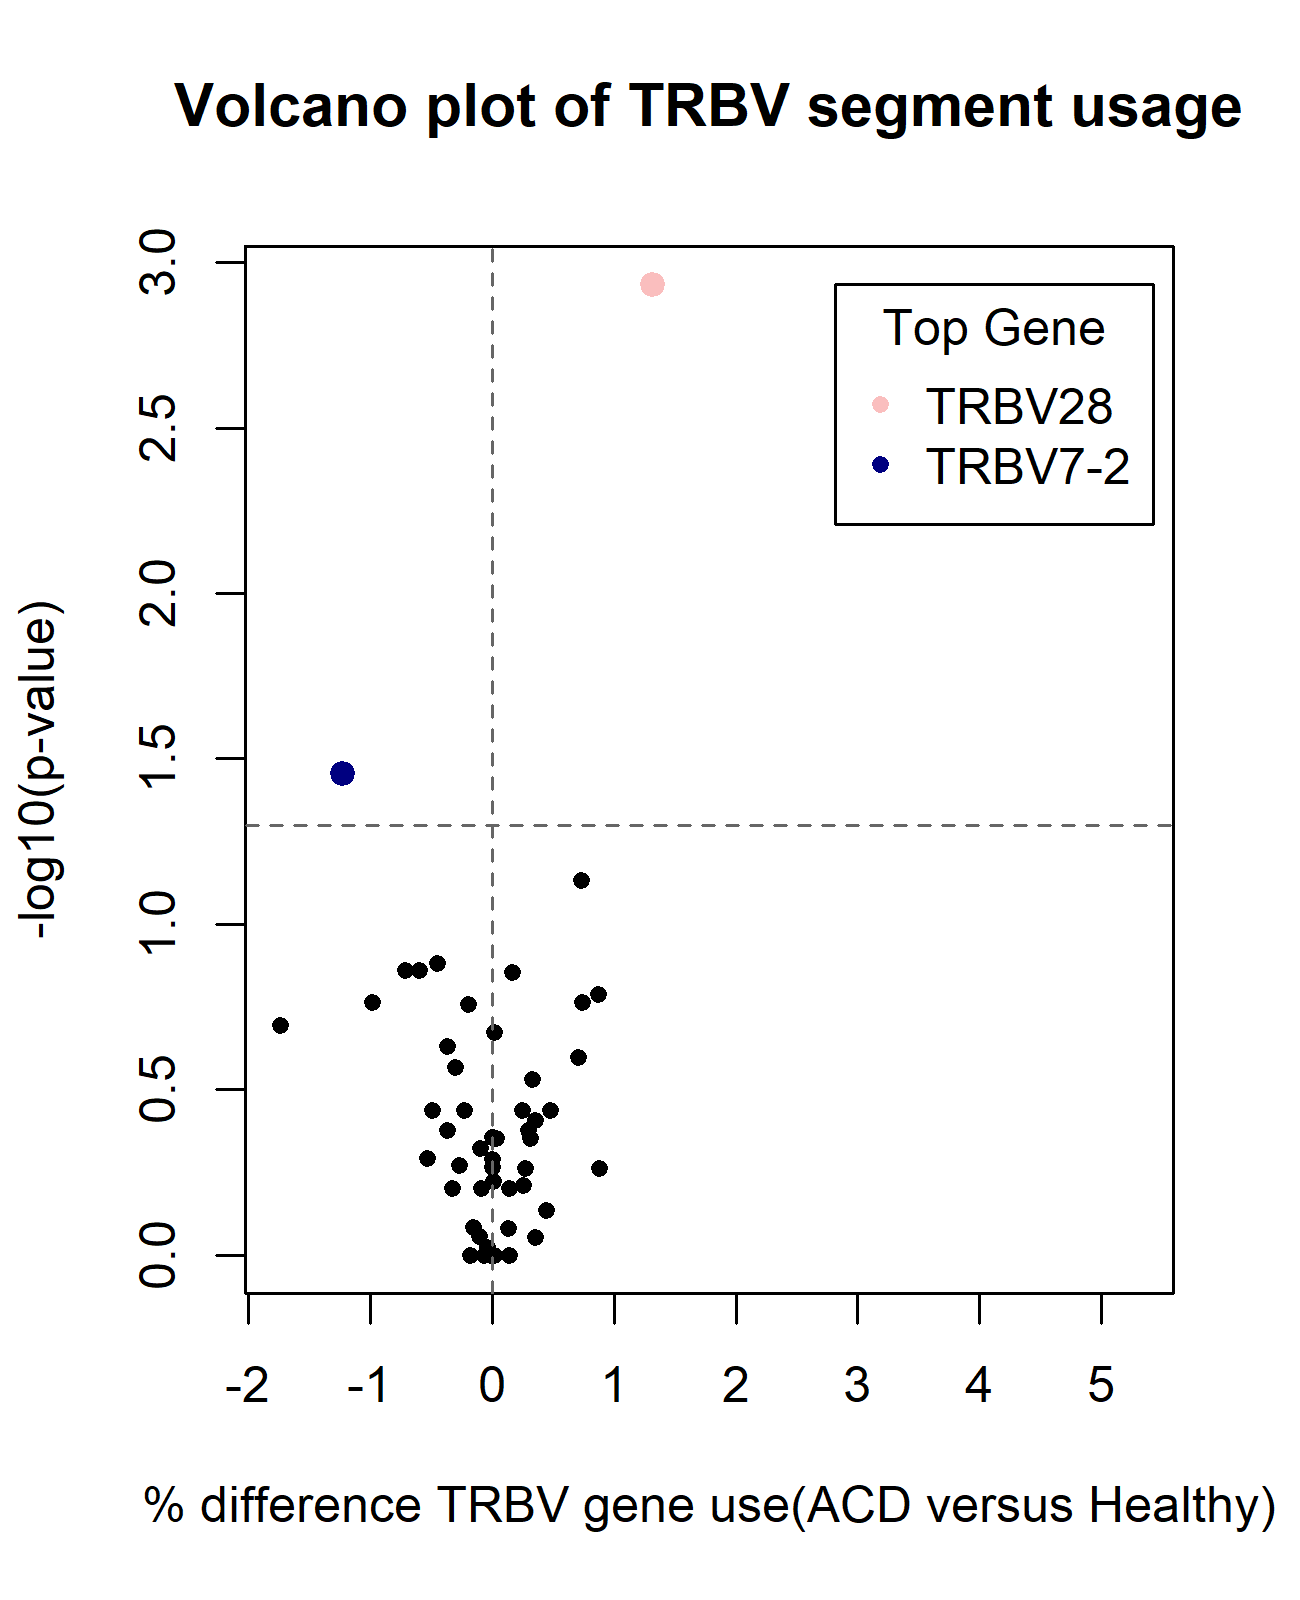 Volcano plot of TRBV segment usage
-log10(p-value)
3.0
2.5
2.0
1.5
1.0
0.5
0.0
Top Gene
TRBV28
TRBV7-2
-2 -1 0 1 2 3 4 5
% difference TRBV gene use(ACD versus Healthy)